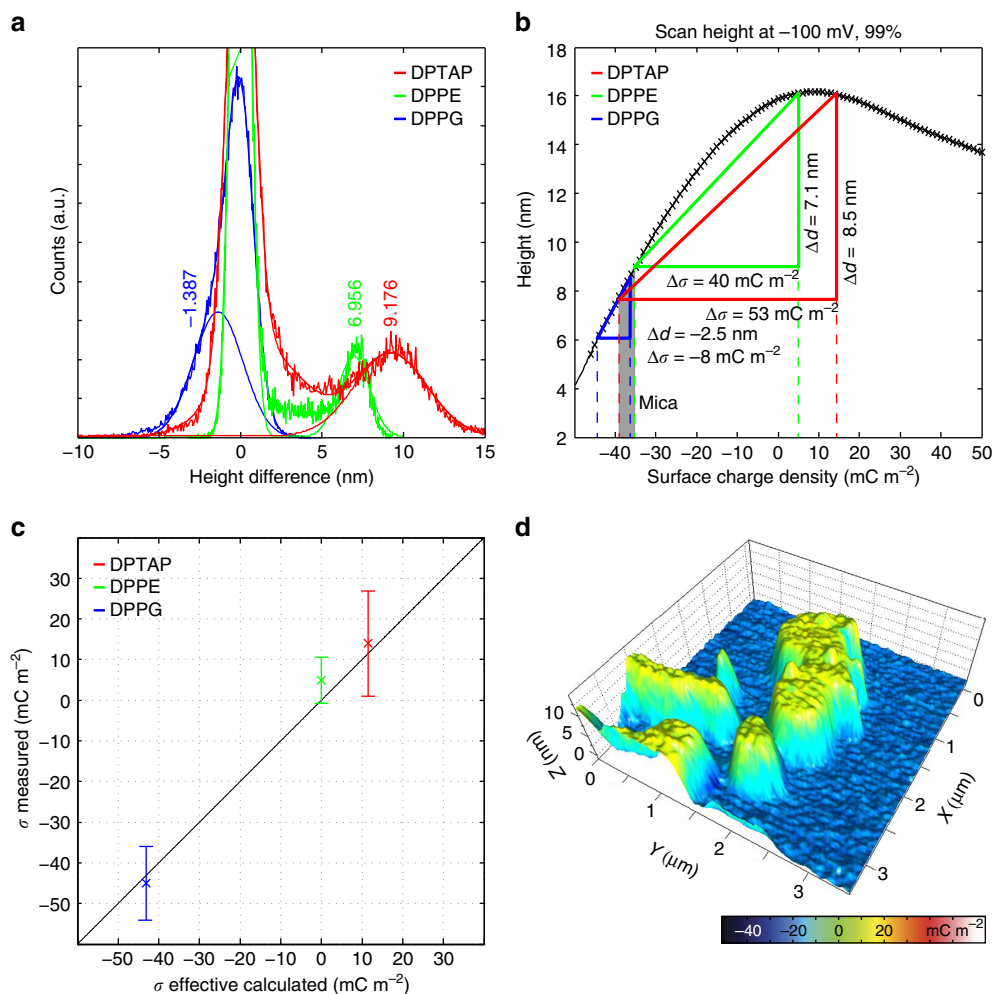 a
DPTAP
DPPE
DPPG
Counts (a.u.)
−1.387
6.956
9.176
−10 −5 0 5 10 15
Height difference (nm)
b
Scan height at −100 mV, 99%
DPTAP
DPPE
DPPG
Height (nm)
18
16
14
12
10
8
6
4
2
Δd = 7.1 nm
Δd = 8.5 nm
Δσ = 40 mC m−2
Δσ = 53 mC m−2
Δd = −2.5 nm
Δσ = −8 mC m−2
Mica
−40 −30 −20 −10 0 10 20 30 40 50
Surface charge density (mC m−2)
c
DPTAP
DPPE
DPPG
σ measured (mC m−2)
30
20
10
0
−10
−20
−30
−40
−50
−50 −40 −30 −20 −10 0 10 20 30
σ effective calculated (mC m−2)
d
Z (nm)
10
5
0
0
1
2
3
Y (μm)
0
1
2
3
X (μm)
−40 −20 0 20 mC m−2